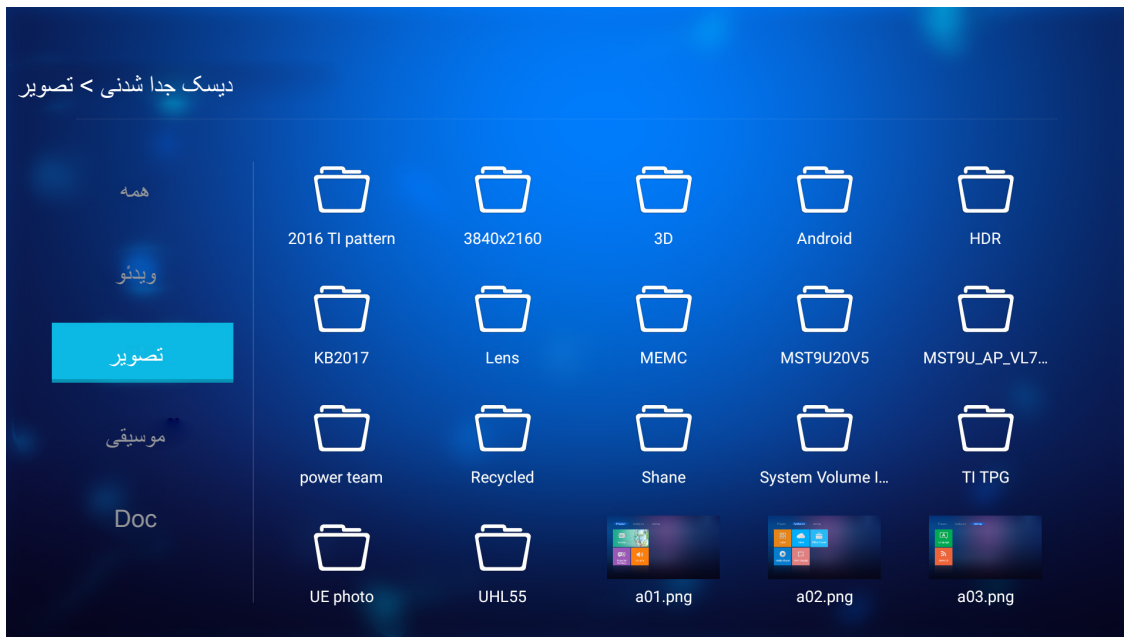 دیسک جدا شدنی > تصویر
همه
ویدئو
تصویر
موسیقی
Doc
2016 TI pattern
3840x2160
3D
Android
HDR
KB2017
Lens
MEMC
MST9U20V5
MST9U_AP_VL7...
power team
Recycled
Shane
System Volume I...
TI TPG
UE photo
UHL55
a01.png
a02.png
a03.png